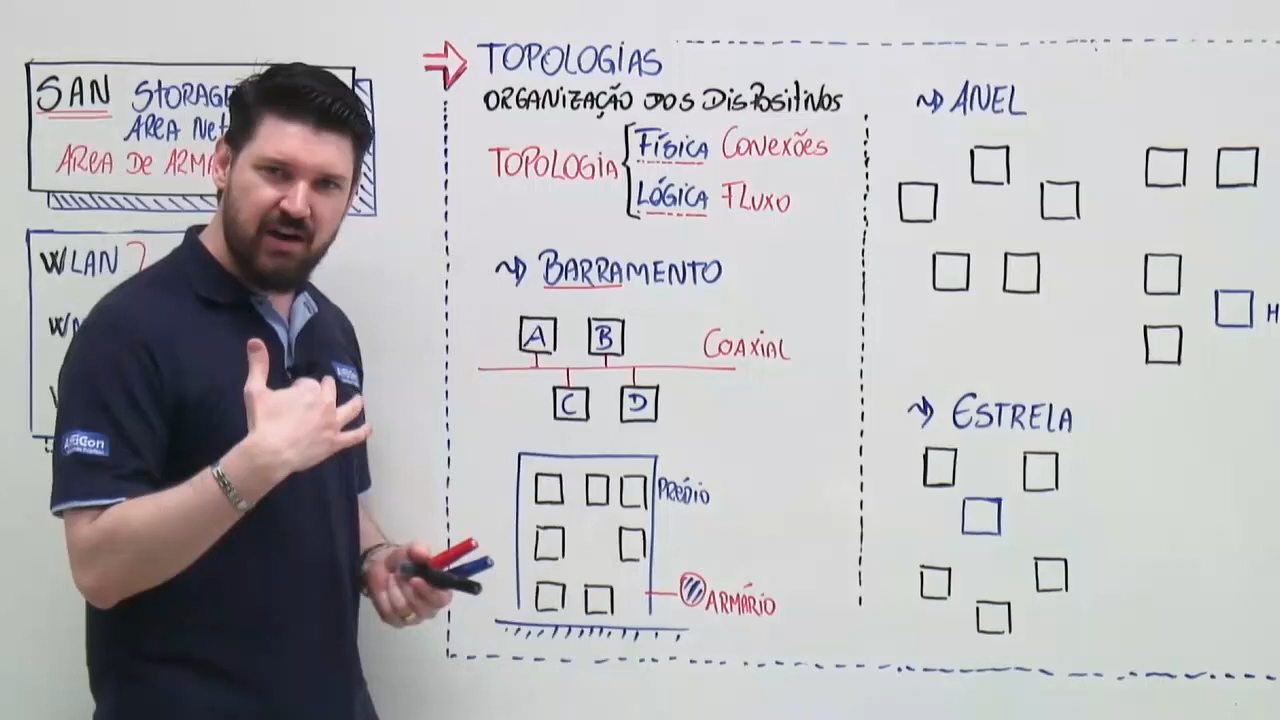 SAN STORAGE
AREA Net
AREA De ARMA
WLAN
TOPOLOGIAS
ORGANIZAÇÃO DOS DISPOSITIVOS
TOPOLOGIA
FÍSICA CONEXÕES
LÓGICA FLUXO
BARRAMENTO
A
B
COAXIAL
C
D
PRÉDIO
ARMÁRIO
ANEL
H
ESTRELA